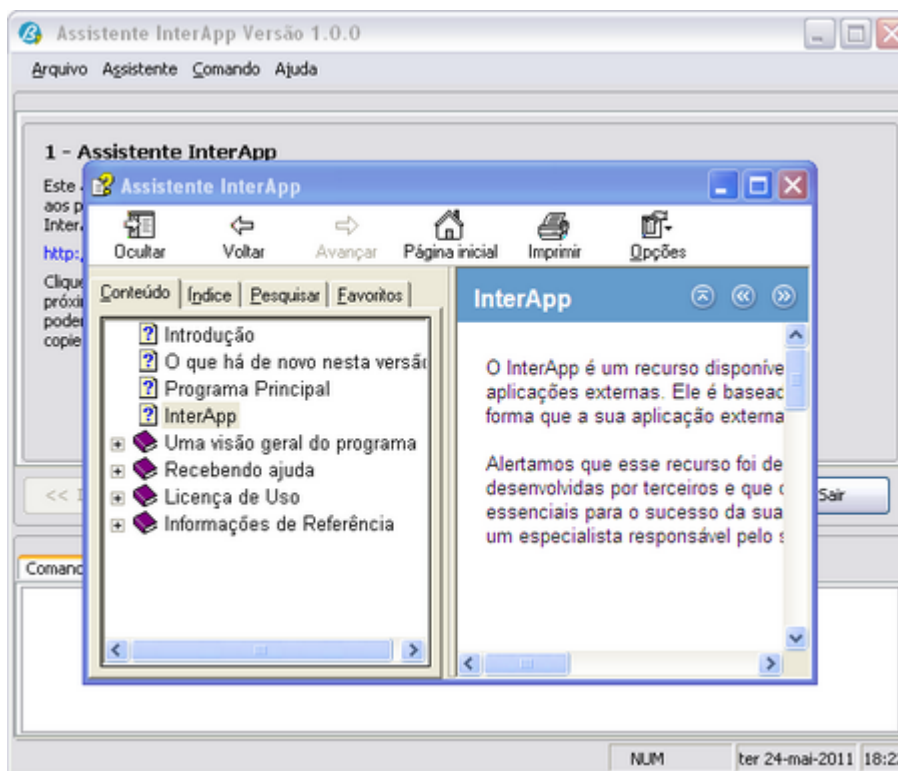 Assistente InterApp Versão 1.0.0
Arquivo Assistente Comando Ajuda
1 - Assistente InterApp
Este
aos p
Inter
http:
Clique
próxi
poder
copie
Assistente InterApp
Ocultar Voltar Avançar Página inicial Imprimir Opções
Conteúdo Índice Pesquisar Favoritos
Introdução
O que há de novo nesta versã
Programa Principal
InterApp
Uma visão geral do programa
Recebendo ajuda
Licença de Uso
Informações de Referência
InterApp
O InterApp é um recurso disponíve
aplicações externas. Ele é basead
forma que a sua aplicação externa
Alertamos que esse recurso foi de
desenvolvidas por terceiros e que
essenciais para o sucesso da sua
um especialista responsável pelo s
<<
Sair
Comand
NUM ter 24-mai-2011 18:2